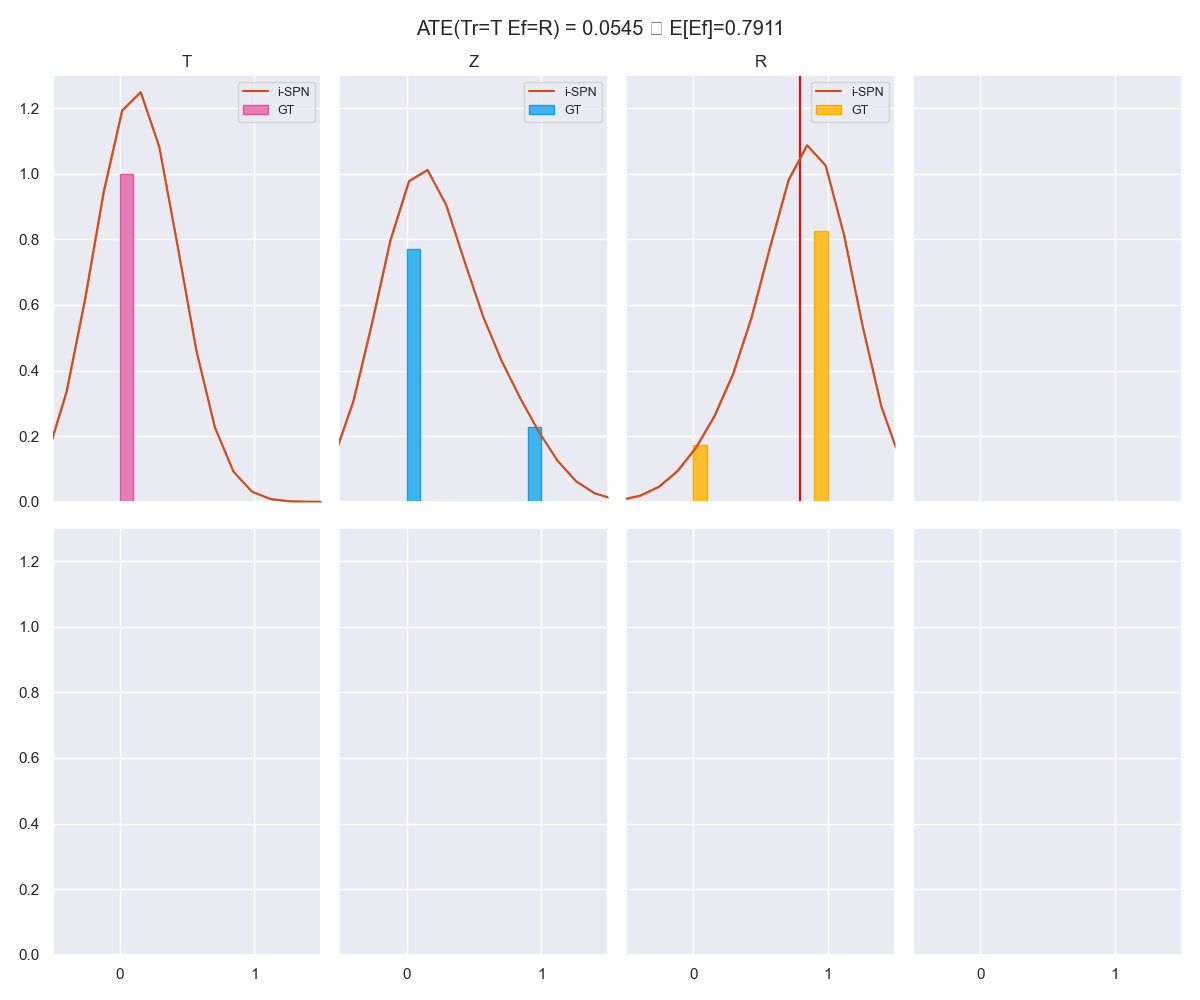 ATE(Tr=T Ef=R) = 0.0545 □ E[Ef]=0.7911
T Z R
i-SPN i-SPN i-SPN
GT GT GT
1.2
1.0
0.8
0.6
0.4
0.2
0.0
1.2
1.0
0.8
0.6
0.4
0.2
0.0
0 1 0 1 0 1 0 1